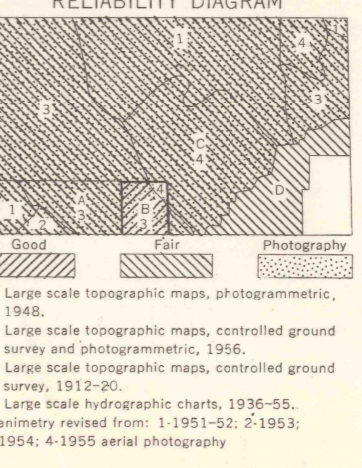 RELIABILITY DIAGRAM
1
4
1
3
3
C
4
D
1
2
A
3
4
B
3
Good Fair Photography
Large scale topographic maps, photogrammetric,
1948.
Large scale topographic maps, controlled ground
survey and photogrammetric, 1956.
Large scale topographic maps, controlled ground
survey, 1912-20.
Large scale hydrographic charts, 1936-55.
animetry revised from: 1-1951-52; 2-1953;
1954; 4-1955 aerial photography